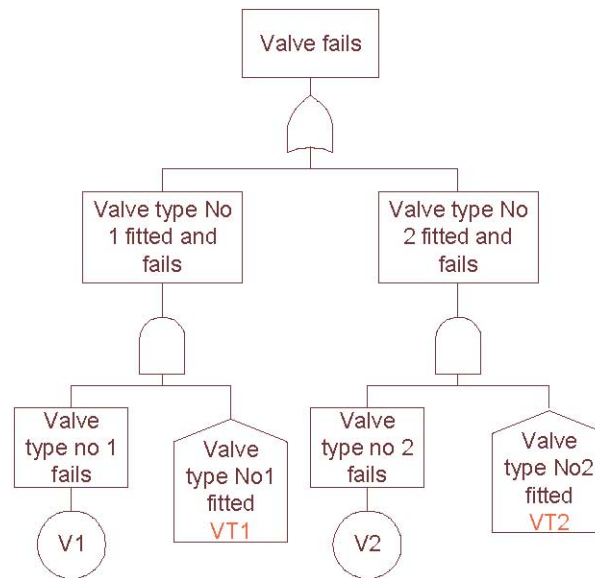 Valve fails
Valve type No
1 fitted and
fails
Valve type No
2 fitted and
fails
Valve
type no 1
fails
Valve
type No1
fitted
VT1
Valve
type no 2
fails
Valve
type No2
fitted
VT2
V1
V2